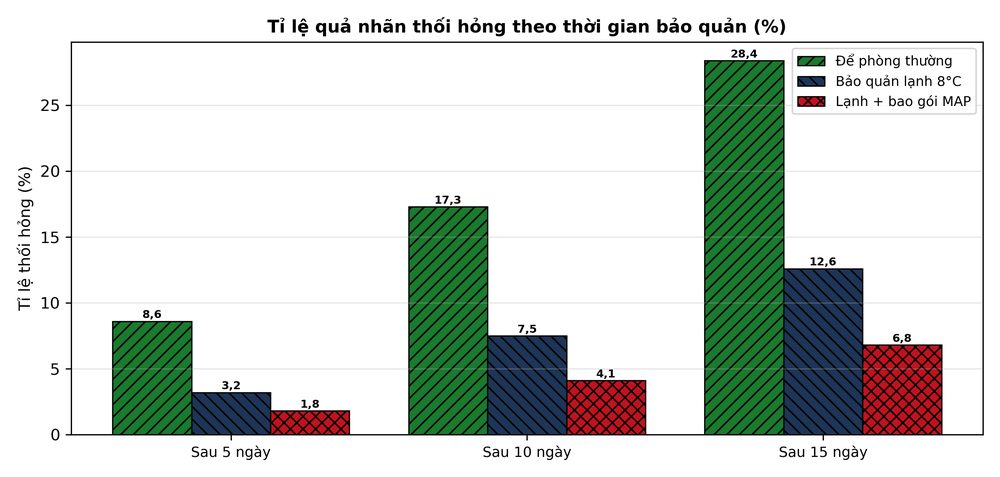 Tỉ lệ quả nhãn thối hỏng theo thời gian bảo quản (%)
Để phòng thường
Bảo quản lạnh 8°C
Lạnh + bao gói MAP
Tỉ lệ thối hỏng (%)
25
20
15
10
5
0
8,6
3,2
1,8
17,3
7,5
4,1
28,4
12,6
6,8
Sau 5 ngày
Sau 10 ngày
Sau 15 ngày